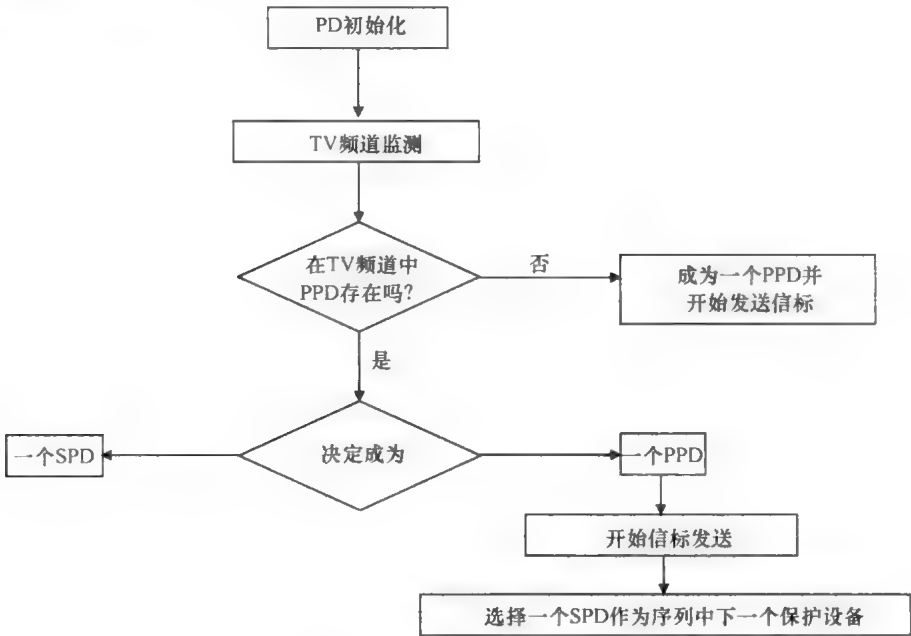 PD初始化
TV频道监测
在TV频道中
PPD存在吗?
否
成为一个PPD并
开始发送信标
是
一个SPD
决定成为
一个PPD
开始信标发送
选择一个SPD作为序列中下一个保护设备